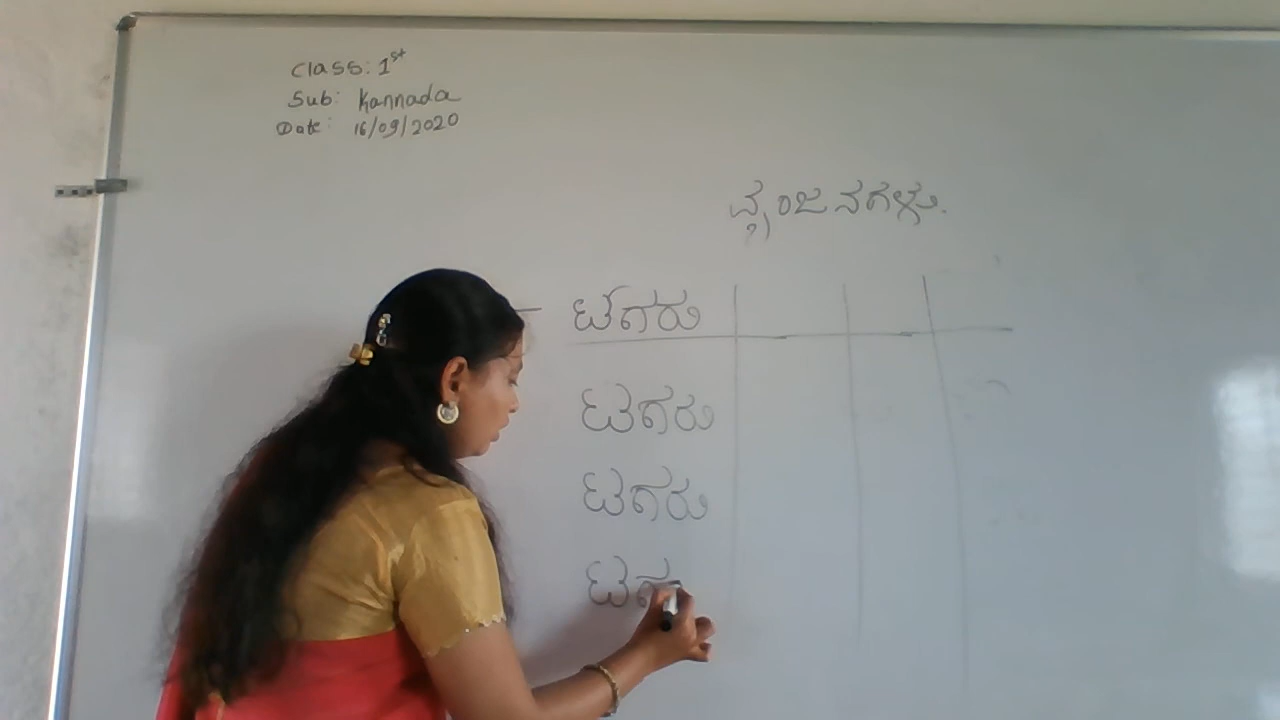 Class: 1st
Sub: Kannada
Date: 16/09/2020
ವ್ಯಂಜನಗಳು.
ಟಗರು
ಟಗರು
ಟಗರು
ಟಗ